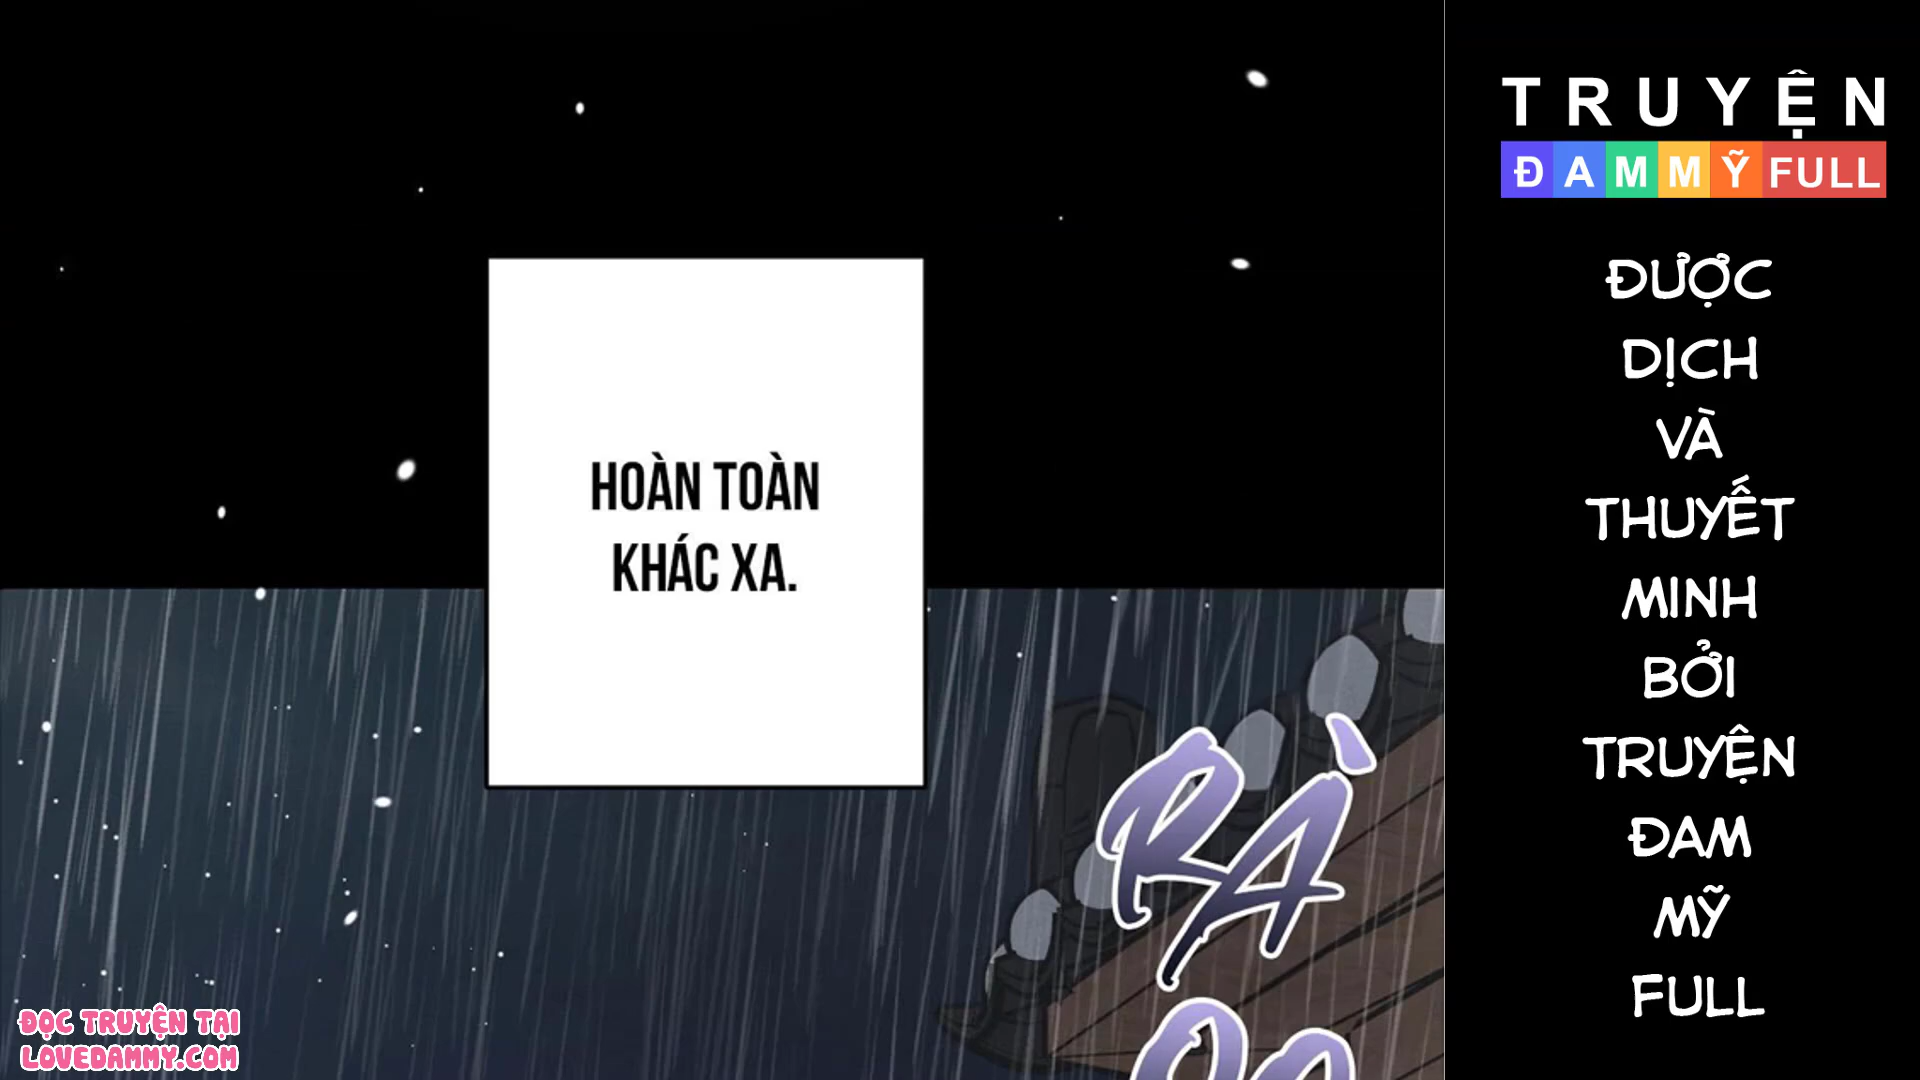 HOÀN TOÀN
KHÁC XA.
RÀ
ĐỌC TRUYỆN TẠI
LOVEDAMMY.COM
TRUYỆN
ĐAMMỸFULL
ĐƯỢC
DỊCH
VÀ
THUYẾT
MINH
BỞI
TRUYỆN
ĐAM
MỸ
FULL